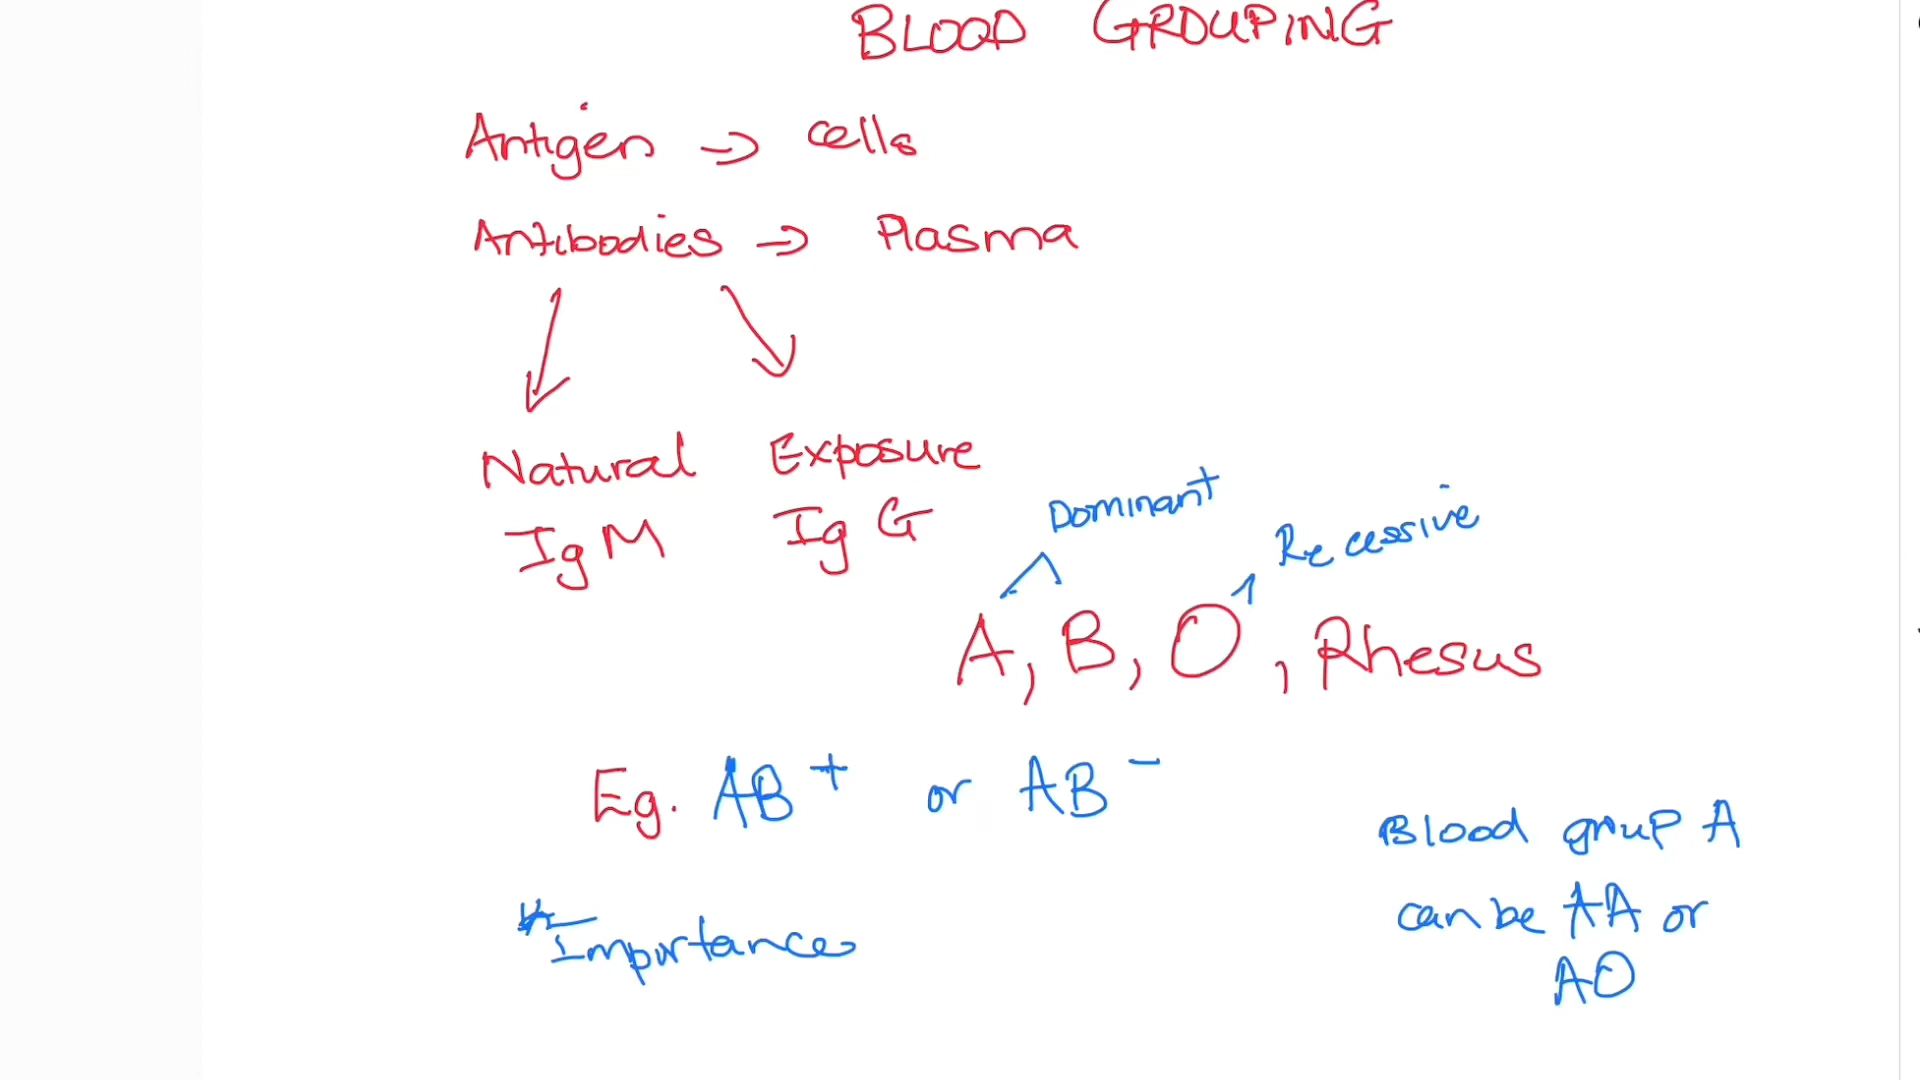 BLOOD GROUPING
Antigen → cells
Antibodies → Plasma
Natural Exposure
IgM IgG
Dominant
Recessive
A, B, O, Rhesus
Eg. AB+ or AB-
Blood group A
can be AA or
AO
*Importance